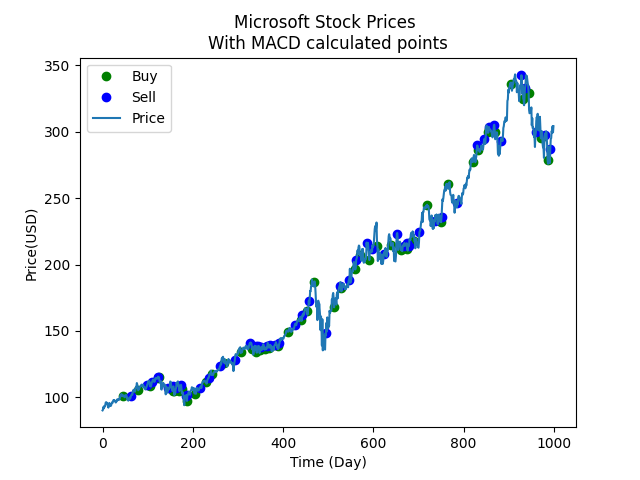 Microsoft Stock Prices
With MACD calculated points
Buy
Sell
Price
Price(USD)
350
300
250
200
150
100
0 200 400 600 800 1000
Time (Day)